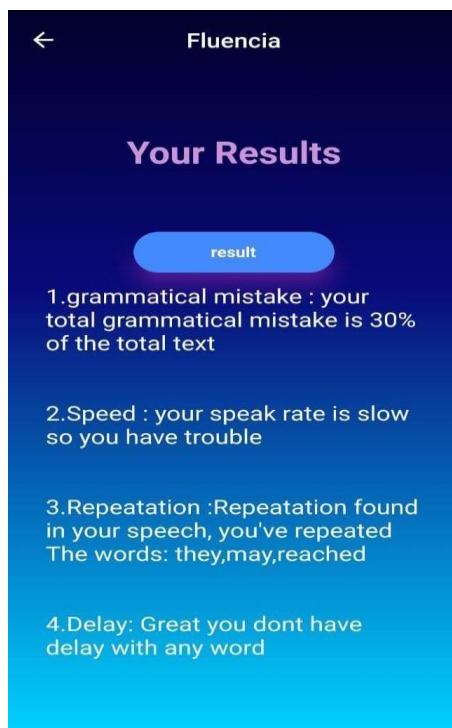 Fluencia
Your Results
result
1.grammatical mistake : your
total grammatical mistake is 30%
of the total text
2.Speed : your speak rate is slow
so you have trouble
3.Repeatation :Repeatation found
in your speech, you've repeated
The words: they,may,reached
4.Delay: Great you dont have
delay with any word